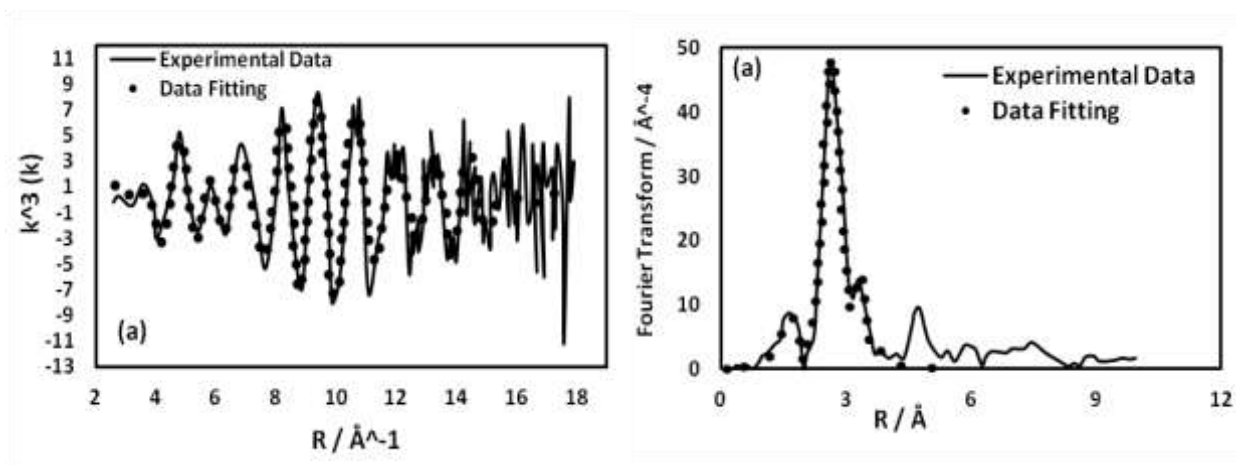 11
9
7
5
3
1
-1
-3
-5
-7
-9
-11
-13
k^3 (k)
Experimental Data
Data Fitting
(a)
2 4 6 8 10 12 14 16 18
R / Å^-1
50
40
30
20
10
0
Fourier Transform / Å^-4
(a)
Experimental Data
Data Fitting
0 3 6 9 12
R / Å